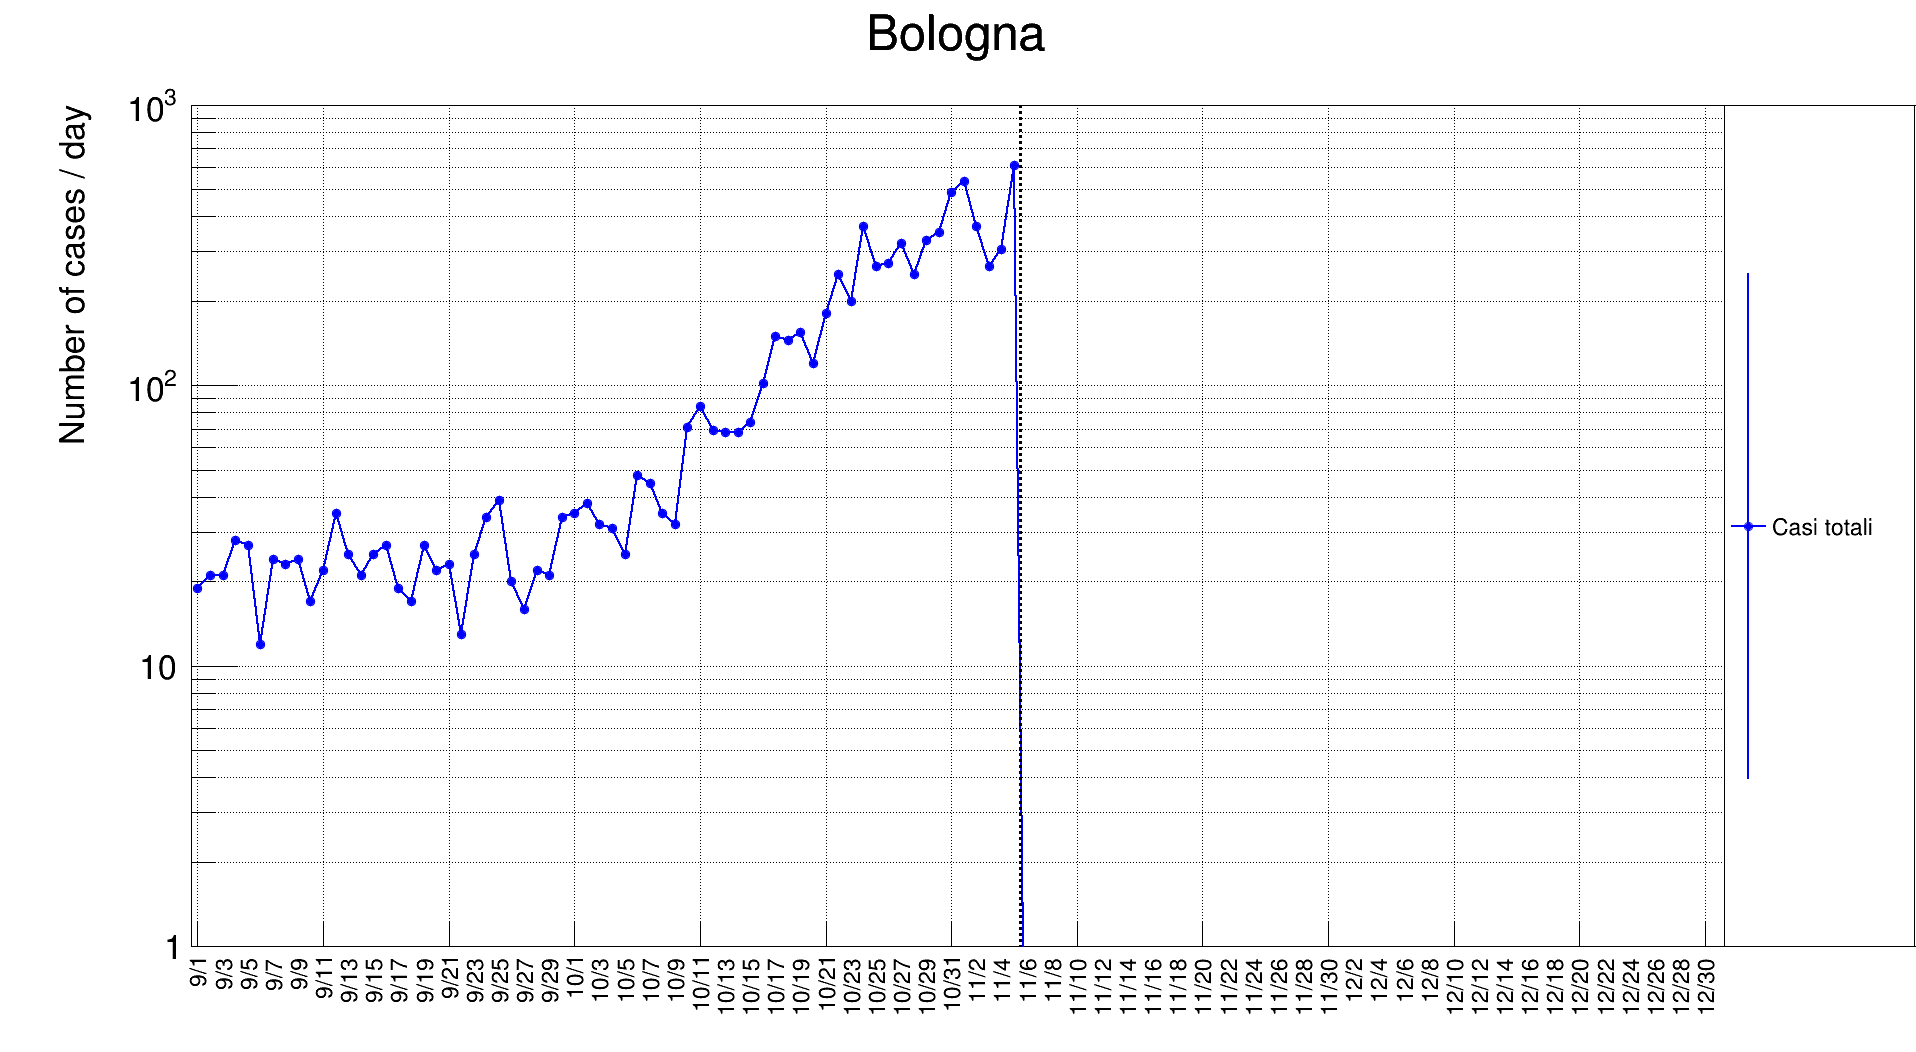 Bologna
Number of cases / day
10³
10²
10
1
9/1 9/3 9/5 9/7 9/9 9/11 9/13 9/15 9/17 9/19 9/21 9/23 9/25 9/27 9/29 10/1 10/3 10/5 10/7 10/9 10/11 10/13 10/15 10/17 10/19 10/21 10/23 10/25 10/27 10/29 10/31 11/2 11/4 11/6 11/8 11/10 11/12 11/14 11/16 11/18 11/20 11/22 11/24 11/26 11/28 11/30 12/2 12/4 12/6 12/8 12/10 12/12 12/14 12/16 12/18 12/20 12/22 12/24 12/26 12/28 12/30
Casi totali